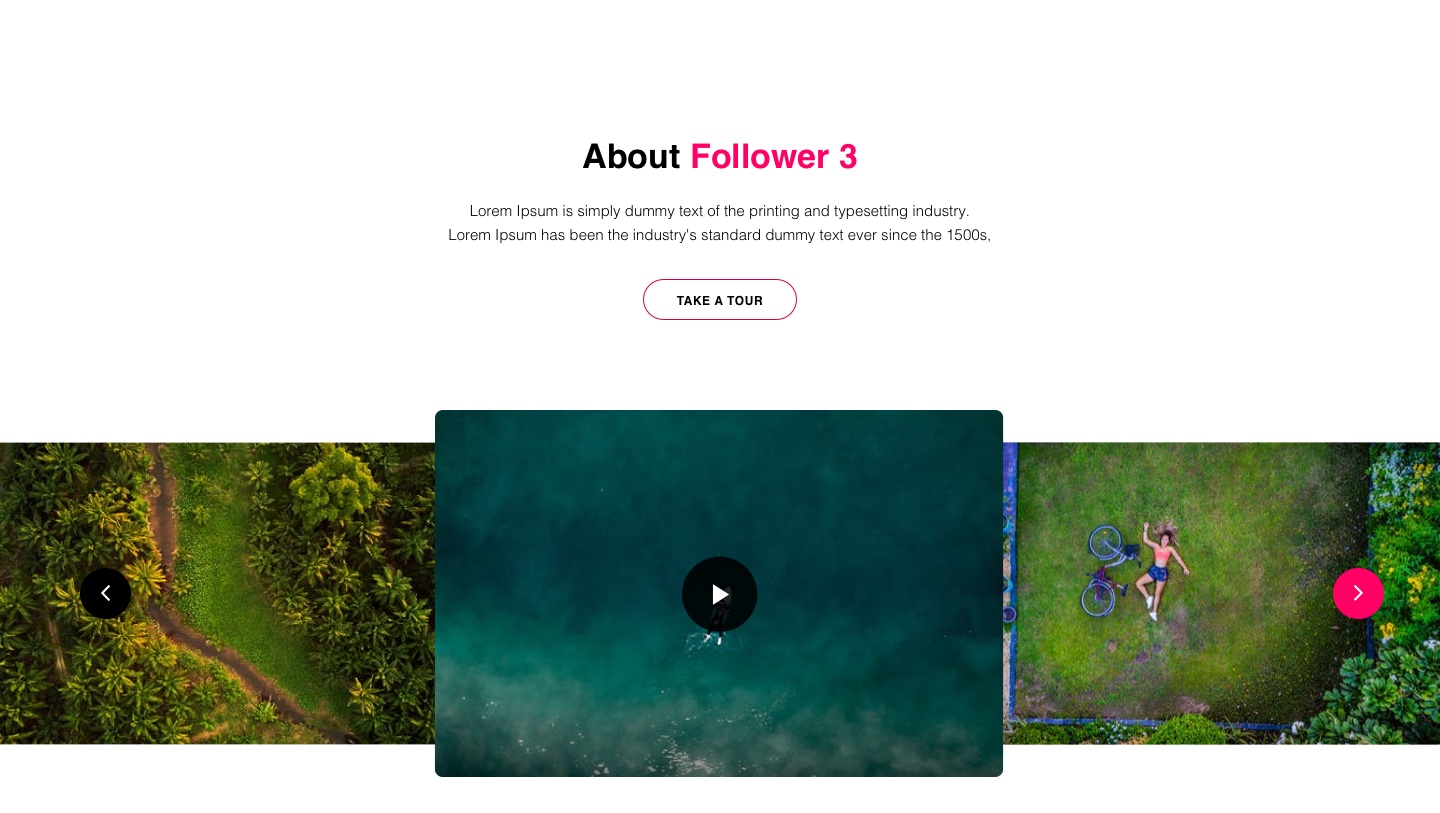 About Follower 3
Lorem Ipsum is simply dummy text of the printing and typesetting industry.
Lorem Ipsum has been the industry's standard dummy text ever since the 1500s,
TAKE A TOUR